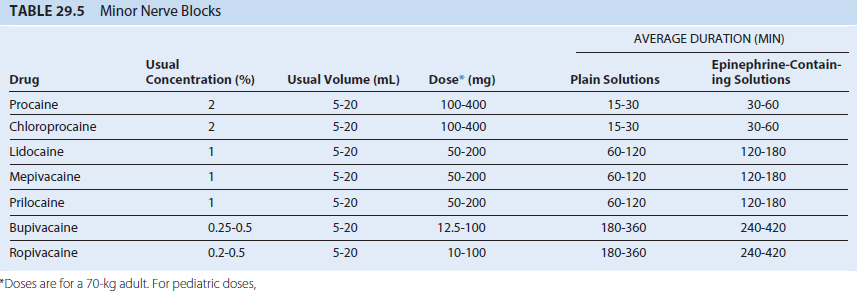 TABLE 29.5 Minor Nerve Blocks
AVERAGE DURATION (MIN)
Drug Usual Concentration (%) Usual Volume (mL) Dose* (mg) Plain Solutions Epinephrine-Contain-ing Solutions
Procaine 2 5-20 100-400 15-30 30-60
Chloroprocaine 2 5-20 100-400 15-30 30-60
Lidocaine 1 5-20 50-200 60-120 120-180
Mepivacaine 1 5-20 50-200 60-120 120-180
Prilocaine 1 5-20 50-200 60-120 120-180
Bupivacaine 0.25-0.5 5-20 12.5-100 180-360 240-420
Ropivacaine 0.2-0.5 5-20 10-100 180-360 240-420
*Doses are for a 70-kg adult. For pediatric doses,